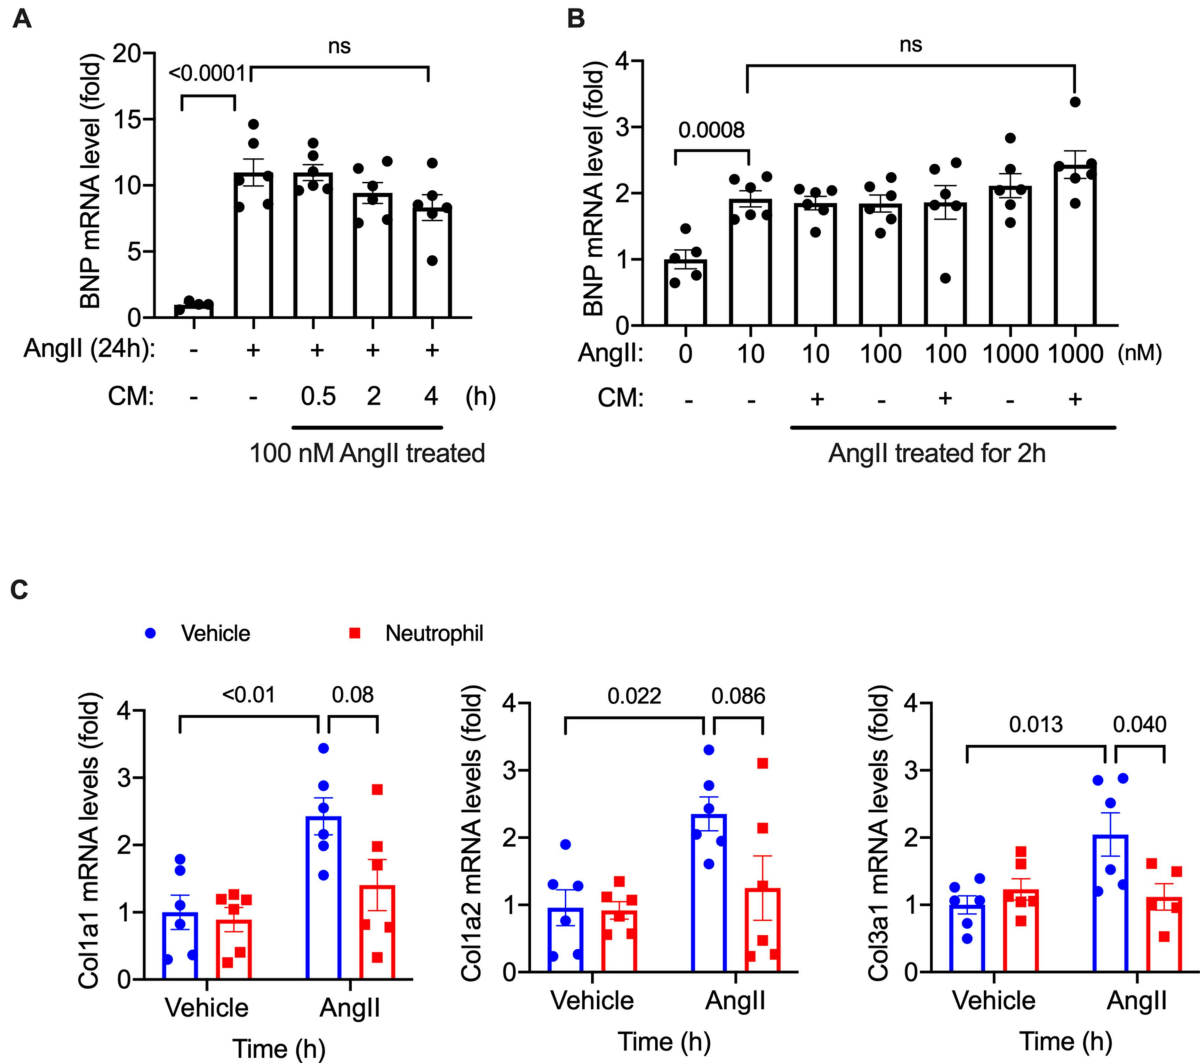 A
BNP mRNA level (fold)
20
15
10
5
0
<0.0001
ns
AngII (24h): - + + + +
CM: - - 0.5 2 4 (h)
100 nM AngII treated
B
BNP mRNA level (fold)
4
3
2
1
0
0.0008
ns
AngII: 0 10 10 100 100 1000 1000 (nM)
CM: - - + - + - +
AngII treated for 2h
C
Vehicle Neutrophil
Col1a1 mRNA levels (fold)
4
3
2
1
0
<0.01 0.08
Vehicle AngII
Time (h)
Col1a2 mRNA levels (fold)
4
3
2
1
0
0.022 0.086
Vehicle AngII
Time (h)
Col3a1 mRNA levels (fold)
4
3
2
1
0
0.013 0.040
Vehicle AngII
Time (h)